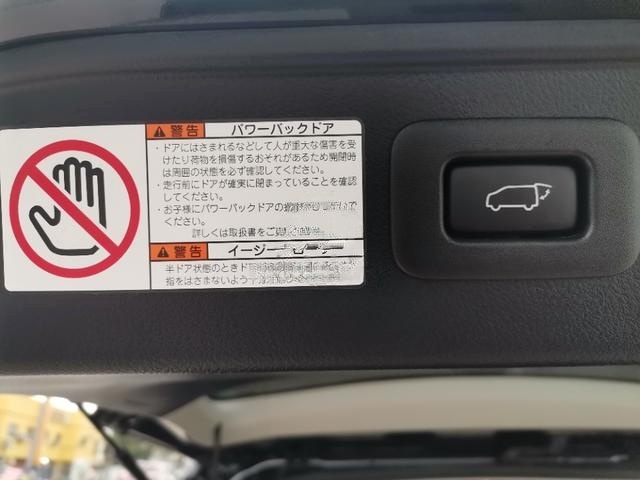 警告 パワーバックドア
・ドアにはさまれるなどして人が重大な傷害を受
けたり荷物を損傷するおそれがあるため開閉時
は周囲の状態を必ず確認してください。
・走行前にドアが確実に閉まっていることを確認
してください。
・お子様にパワーバックドアの
ください。
詳しくは取扱書をご
警告 イージー
半ドア状態のときド
指をはさまないよう